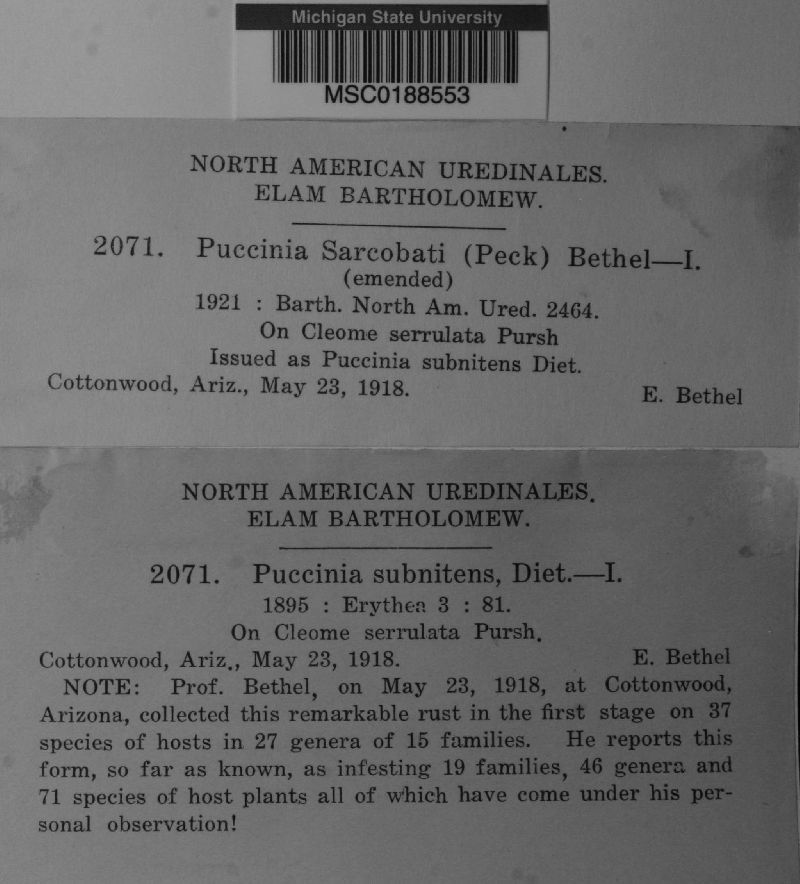 Michigan State University
MSC0188553
NORTH AMERICAN UREDINALES.
ELAM BARTHOLOMEW.
2071. Puccinia Sarcobati (Peck) Bethel—I.
(emended)
1921 : Barth. North Am. Ured. 2464.
On Cleome serrulata Pursh
Issued as Puccinia subnitens Diet.
Cottonwood, Ariz., May 23, 1918. E. Bethel
NORTH AMERICAN UREDINALES.
ELAM BARTHOLOMEW.
2071. Puccinia subnitens, Diet.—I.
1895 : Erythea 3 : 81.
On Cleome serrulata Pursh.
Cottonwood, Ariz., May 23, 1918. E. Bethel
NOTE: Prof. Bethel, on May 23, 1918, at Cottonwood,
Arizona, collected this remarkable rust in the first stage on 37
species of hosts in 27 genera of 15 families. He reports this
form, so far as known, as infesting 19 families, 46 genera and
71 species of host plants all of which have come under his per-
sonal observation!